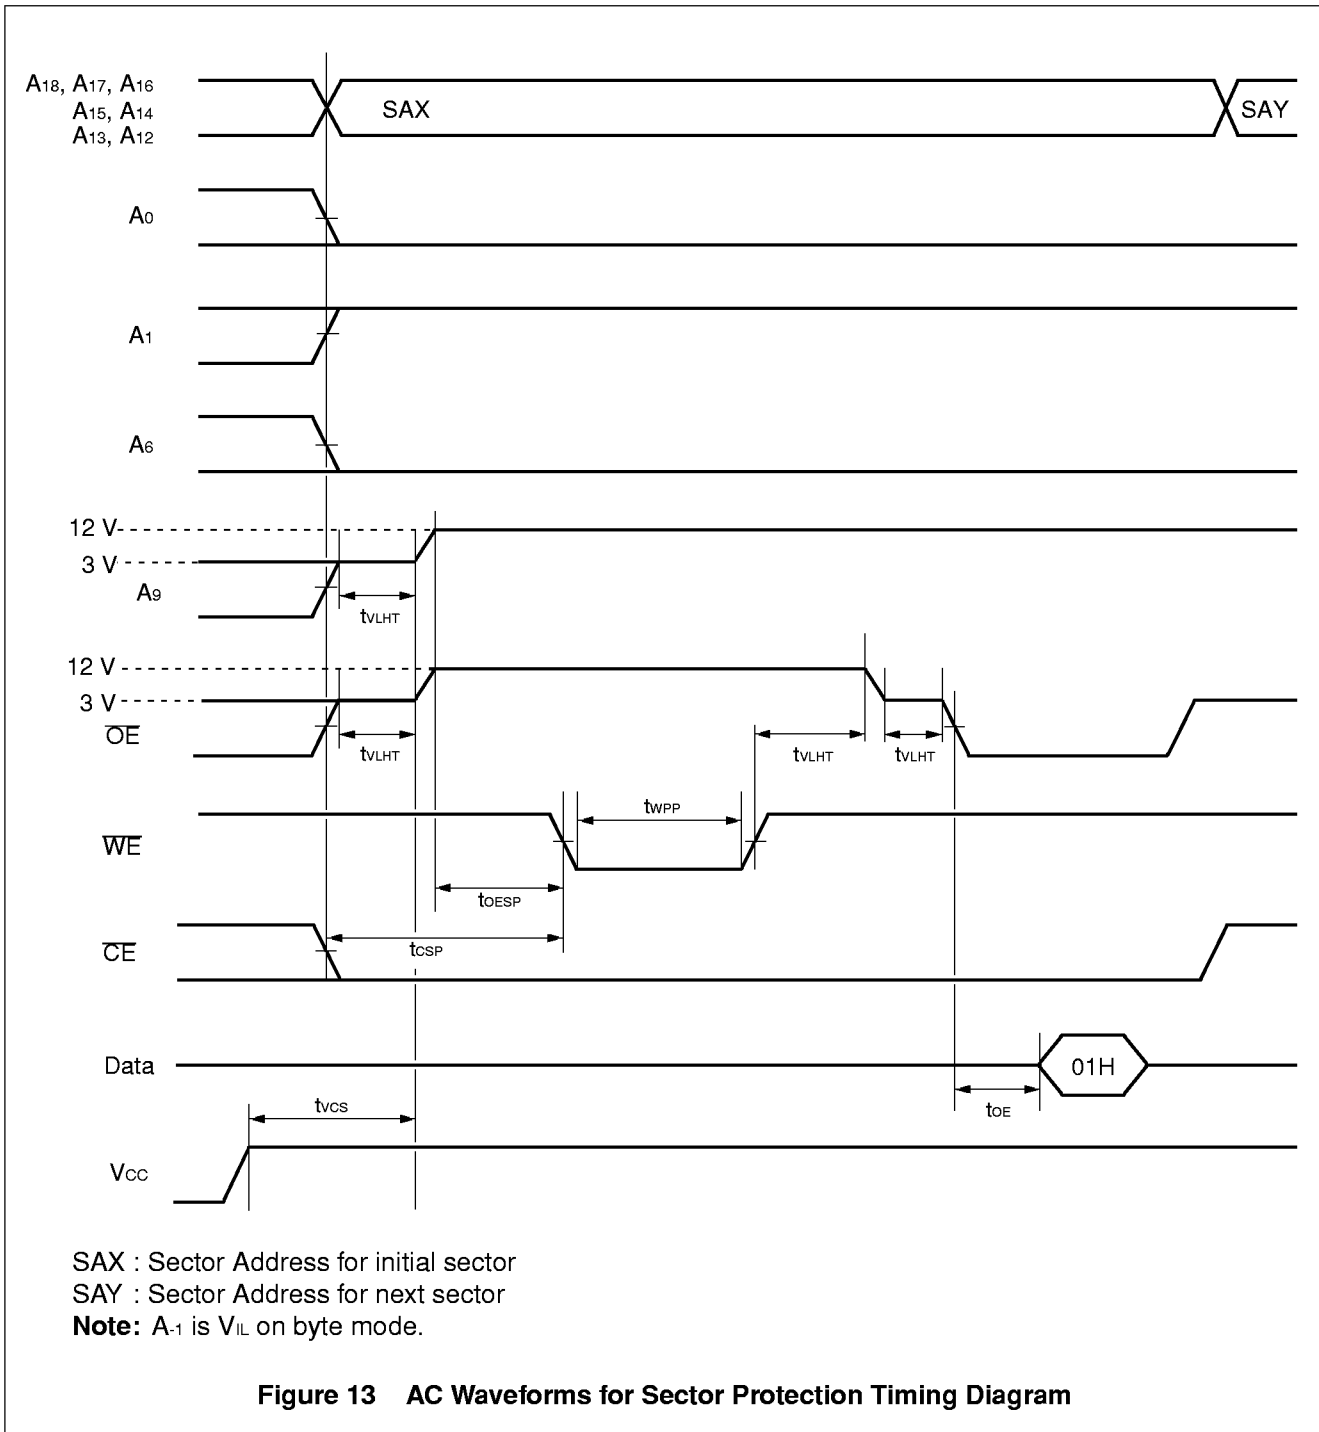 A18, A17, A16
A15, A14
A13, A12
SAX
SAY
A0
A1
A6
12 V
3 V
A9
tVLHT
12 V
3 V
OE
tVLHT
tVLHT
tVLHT
tWPP
WE
tOESP
CE
tCSP
Data
01H
tOE
tVCS
VCC
SAX : Sector Address for initial sector
SAY : Sector Address for next sector
Note: A-1 is VIL on byte mode.
Figure 13 AC Waveforms for Sector Protection Timing Diagram